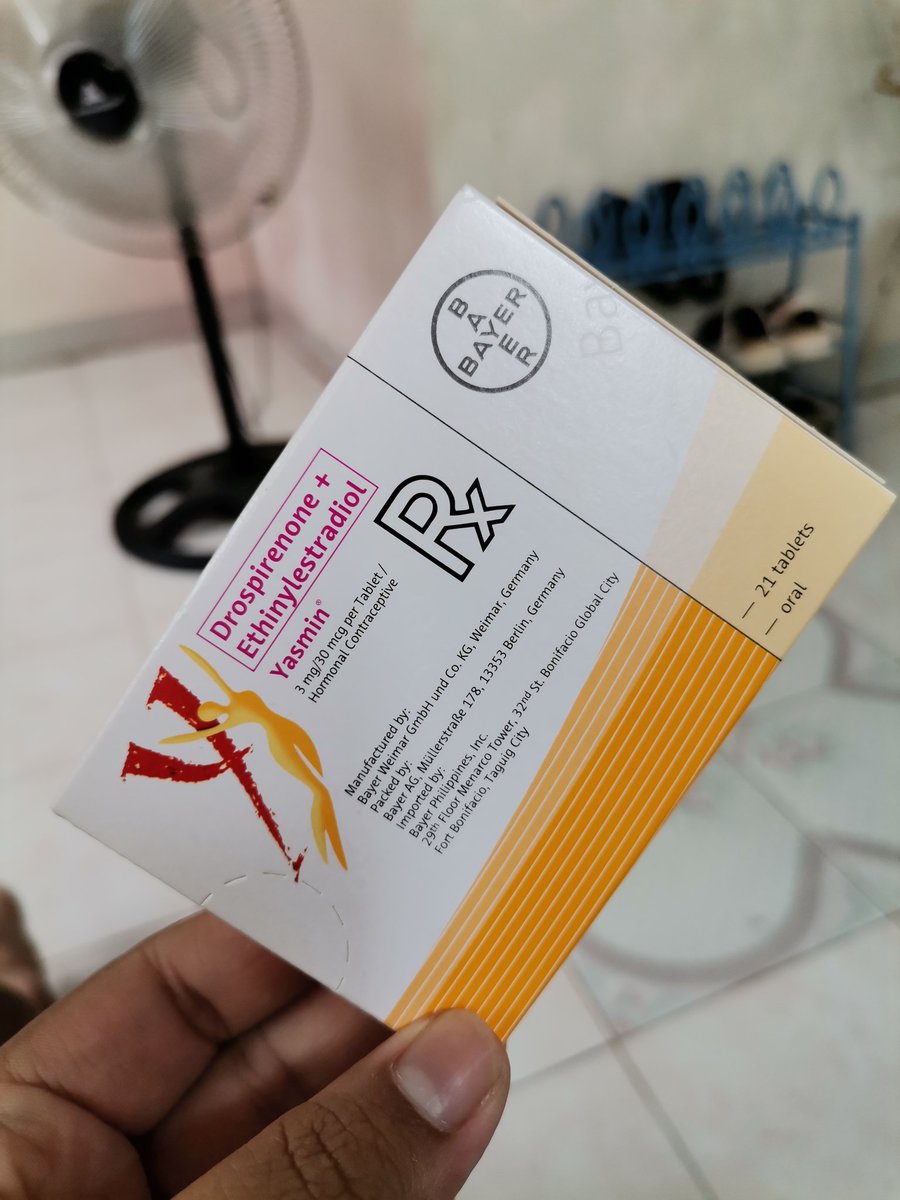 BAYER
BAYER
Drospirenone +
Ethinylestradiol
Yasmin®
3 mg/30 mcg per Tablet /
Hormonal Contraceptive
Rx
Manufactured by:
Bayer Weimar GmbH und Co. KG, Weimar, Germany
Packed by:
Bayer AG, Müllerstraße 178, 13353 Berlin, Germany
Imported by:
Bayer Philippines, Inc.
29th Floor Menarco Tower, 32nd St. Bonifacio Global City
Fort Bonifacio, Taguig City
— 21 tablets
— oral